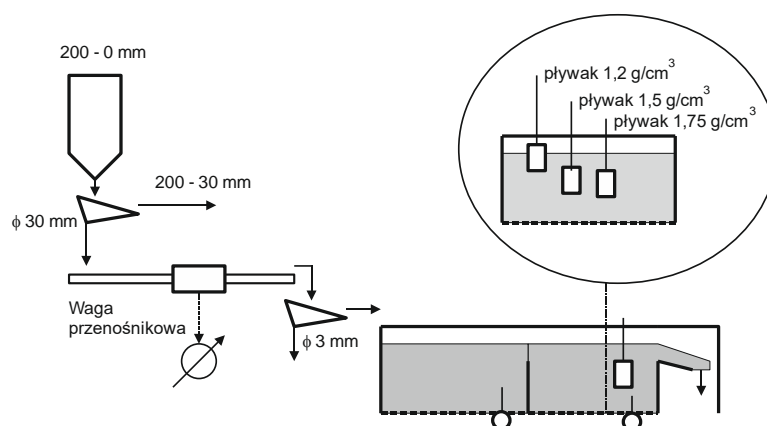 200 - 0 mm
200 - 30 mm
ϕ 30 mm
Waga
przenośnikowa
ϕ 3 mm
pływak 1,2 g/cm³
pływak 1,5 g/cm³
pływak 1,75 g/cm³